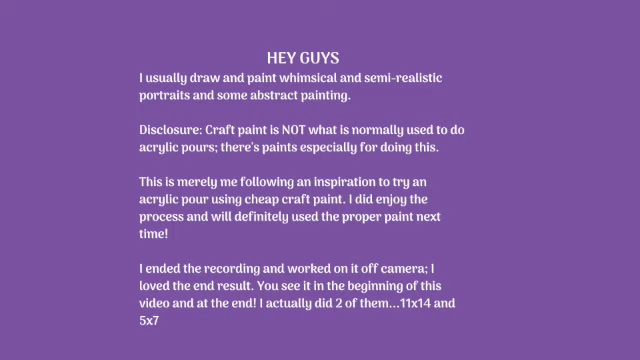 HEY GUYS
I usually draw and paint whimsical and semi-realistic
portraits and some abstract painting.
Disclosure: Craft paint is NOT what is normally used to do
acrylic pours; there's paints especially for doing this.
This is merely me following an inspiration to try an
acrylic pour using cheap craft paint. I did enjoy the
process and will definitely used the proper paint next
time!
I ended the recording and worked on it off camera; I
loved the end result. You see it in the beginning of this
video and at the end! I actually did 2 of them...11x14 and
5x7